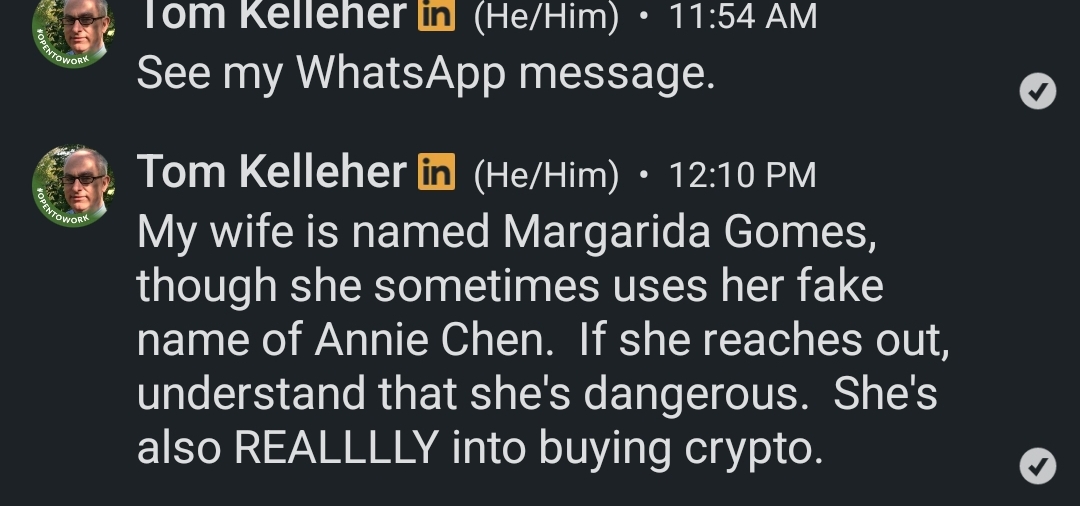 Tom Kelleher in (He/Him) • 11:54 AM
#OPENTOWORK
See my WhatsApp message.
Tom Kelleher in (He/Him) • 12:10 PM
#OPENTOWORK
My wife is named Margarida Gomes,
though she sometimes uses her fake
name of Annie Chen.  If she reaches out,
understand that she's dangerous.  She's
also REALLLLY into buying crypto.